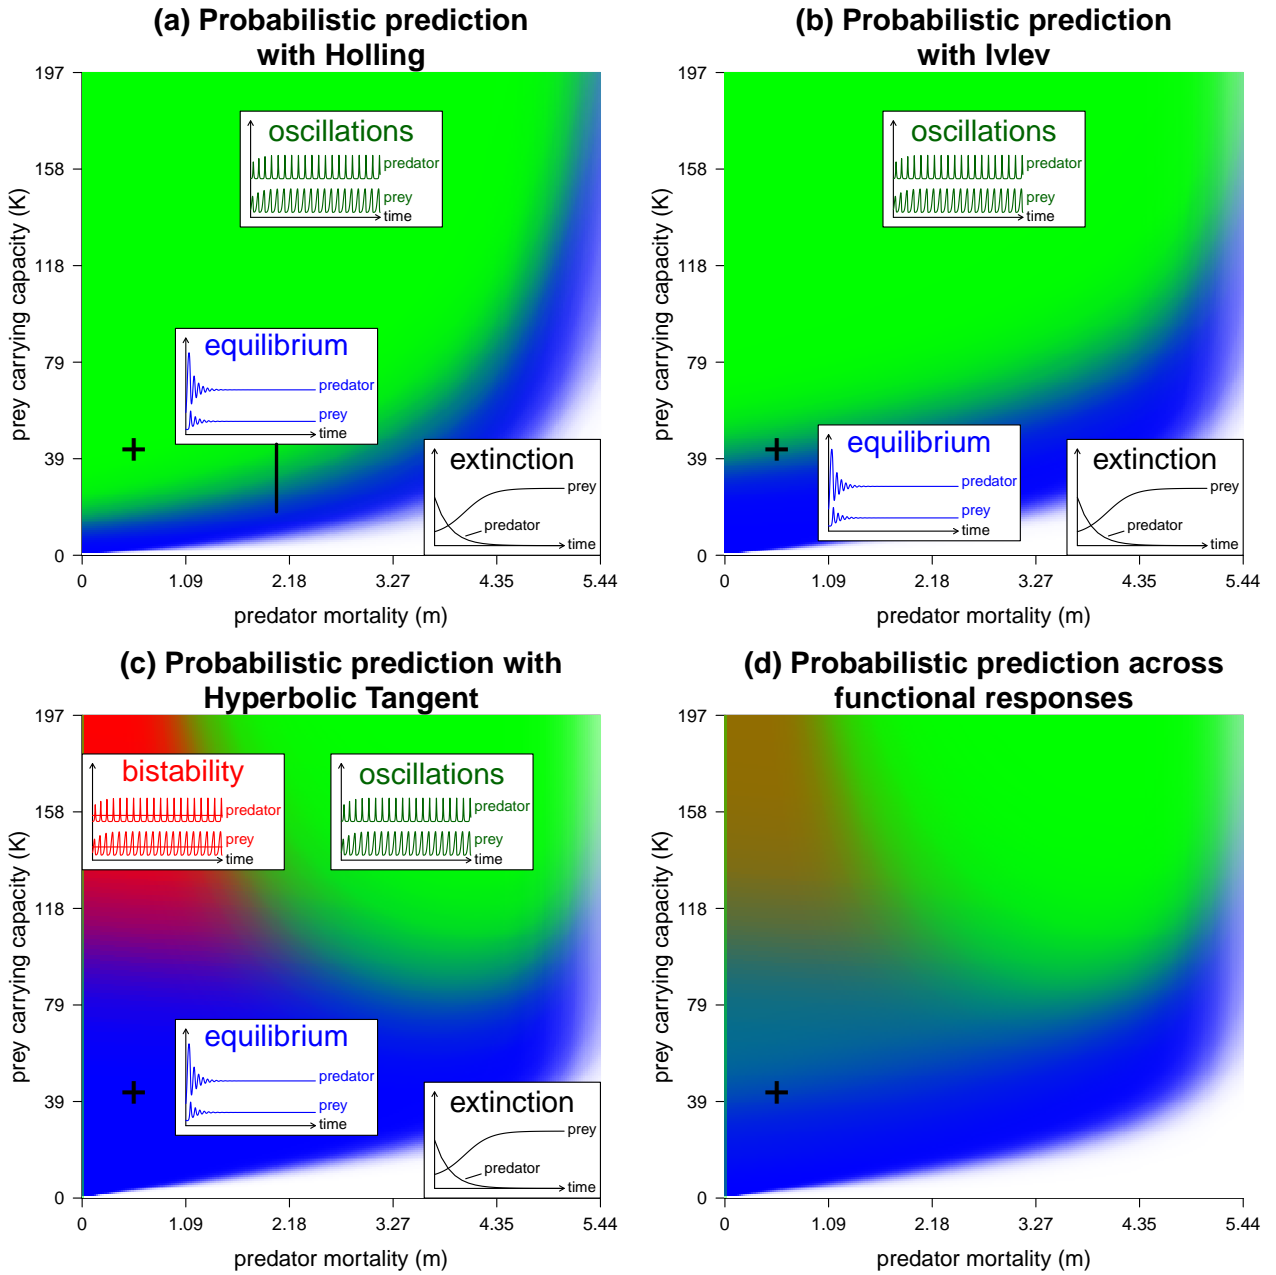 (a) Probabilistic prediction
with Holling
197
158
118
79
39
0
prey carrying capacity (K)
oscillations
predator
prey
time
equilibrium
predator
prey
time
extinction
prey
predator
time
0 1.09 2.18 3.27 4.35 5.44
predator mortality (m)
(b) Probabilistic prediction
with Ivlev
197
158
118
79
39
0
prey carrying capacity (K)
oscillations
predator
prey
time
equilibrium
predator
prey
time
extinction
prey
predator
time
0 1.09 2.18 3.27 4.35 5.44
predator mortality (m)
(c) Probabilistic prediction with
Hyperbolic Tangent
197
158
118
79
39
0
prey carrying capacity (K)
bistability
predator
prey
time
oscillations
predator
prey
time
equilibrium
predator
prey
time
extinction
prey
predator
time
0 1.09 2.18 3.27 4.35 5.44
predator mortality (m)
(d) Probabilistic prediction across
functional responses
197
158
118
79
39
0
prey carrying capacity (K)
0 1.09 2.18 3.27 4.35 5.44
predator mortality (m)